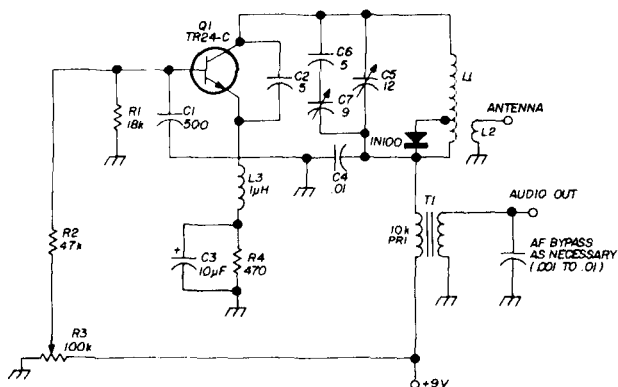 Q1
TR24-C
C6
5
C5
12
C2
5
C7
9
L1
ANTENNA
L2
R1
18k
C1
500
1N100
C4
.01
L3
1μH
T1
10k
PRI
AUDIO OUT
R2
47k
C3
10μF
R4
470
AF BYPASS
AS NECESSARY
(.001 TO .01)
R3
100k
+
+9V